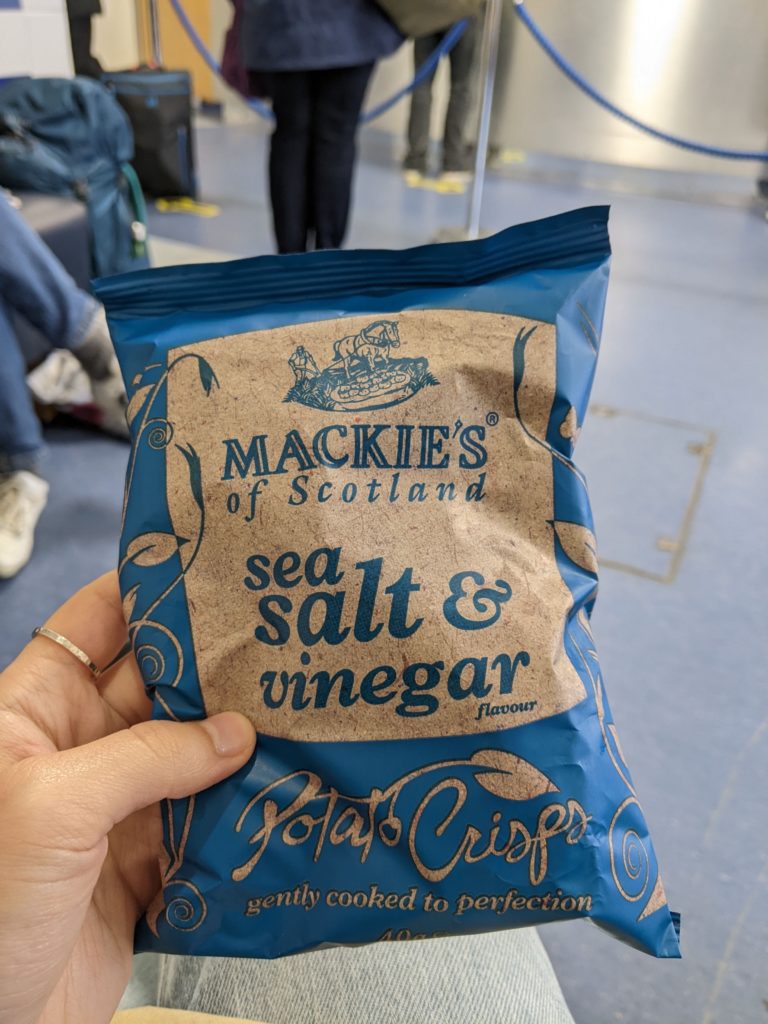 MACKIE'S®
of Scotland
sea
salt &
vinegar
flavour
Potato Crisps
gently cooked to perfection